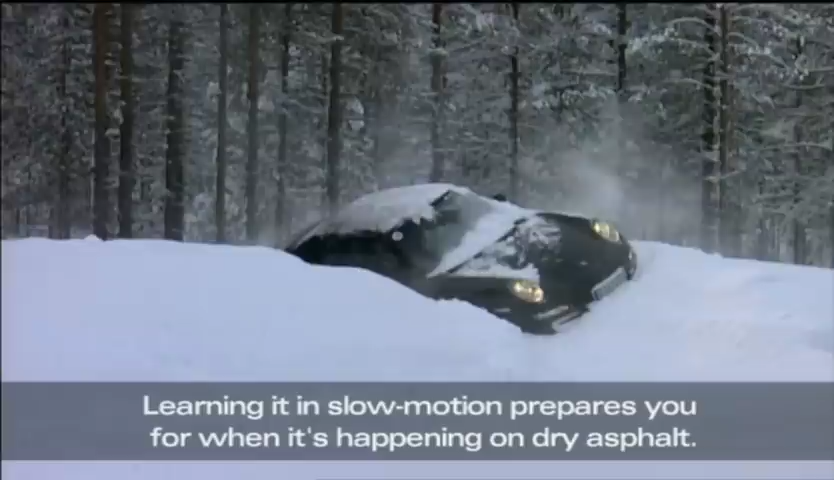 Learning it in slow-motion prepares you
for when it's happening on dry asphalt.